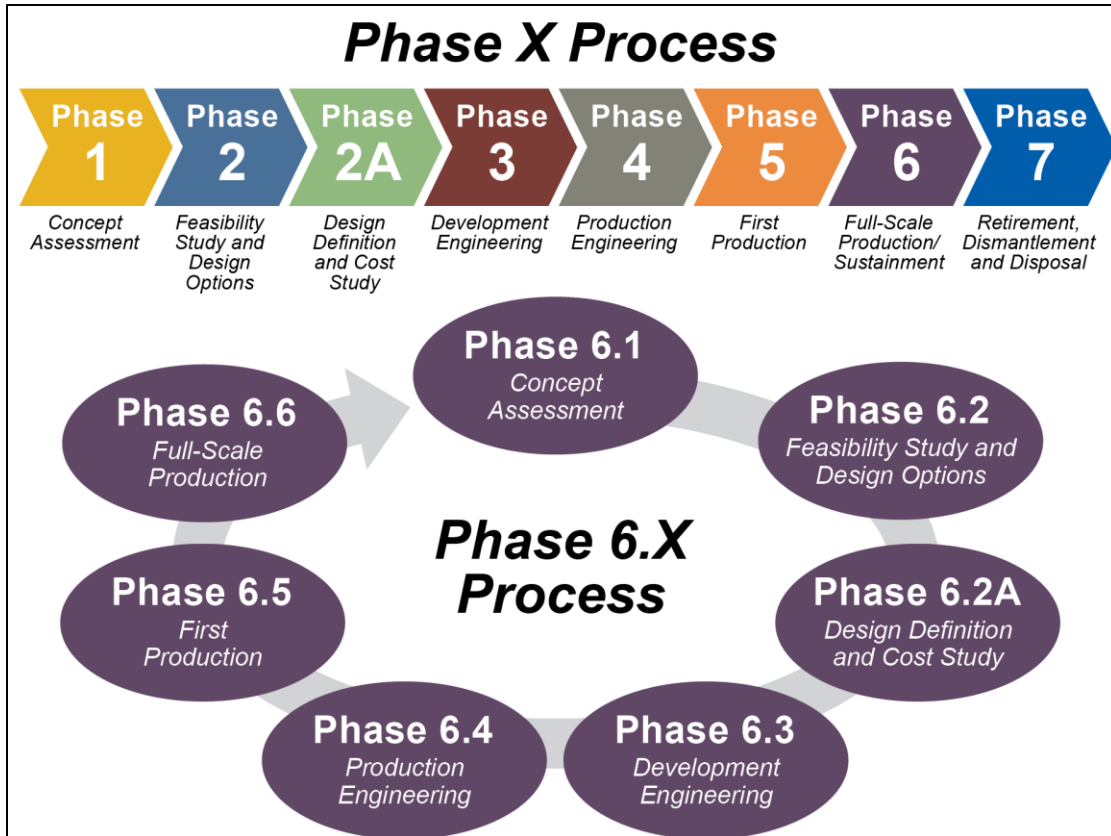 Phase X Process
Phase
1
Phase
2
Phase
2A
Phase
3
Phase
4
Phase
5
Phase
6
Phase
7
Concept
Assessment
Feasibility
Study and
Design
Options
Design
Definition
and Cost
Study
Development
Engineering
Production
Engineering
First
Production
Full-Scale
Production/
Sustainment
Retirement,
Dismantlement
and Disposal
Phase 6.1
Concept
Assessment
Phase 6.2
Feasibility Study and
Design Options
Phase 6.2A
Design Definition
and Cost Study
Phase 6.3
Development
Engineering
Phase 6.4
Production
Engineering
Phase 6.5
First
Production
Phase 6.6
Full-Scale
Production
Phase 6.X
Process